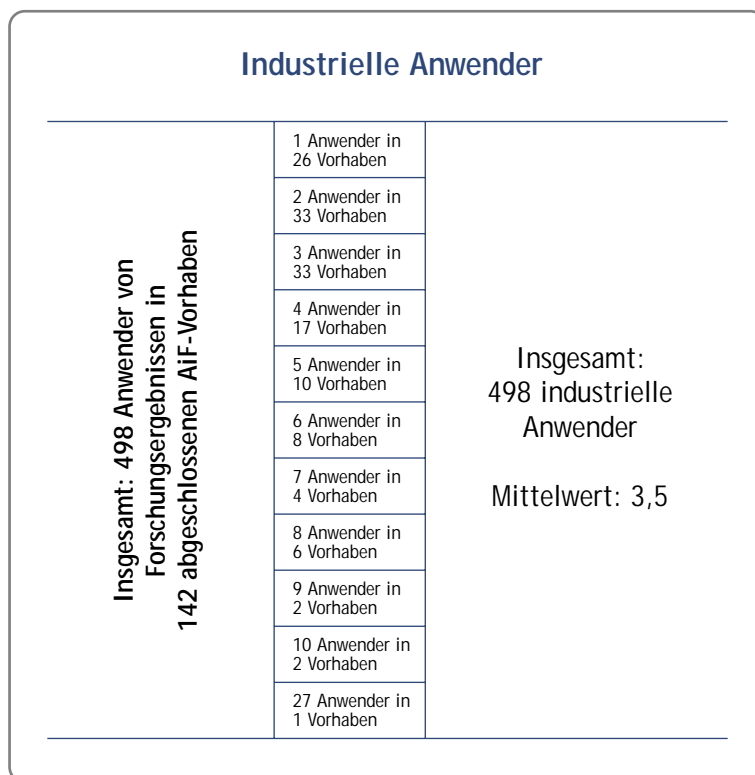 Industrielle Anwender
Insgesamt: 498 Anwender von
Forschungsergebnissen in
142 abgeschlossenen AiF-Vorhaben
1 Anwender in
26 Vorhaben
2 Anwender in
33 Vorhaben
3 Anwender in
33 Vorhaben
4 Anwender in
17 Vorhaben
5 Anwender in
10 Vorhaben
6 Anwender in
8 Vorhaben
7 Anwender in
4 Vorhaben
8 Anwender in
6 Vorhaben
9 Anwender in
2 Vorhaben
10 Anwender in
2 Vorhaben
27 Anwender in
1 Vorhaben
Insgesamt:
498 industrielle
Anwender
Mittelwert: 3,5